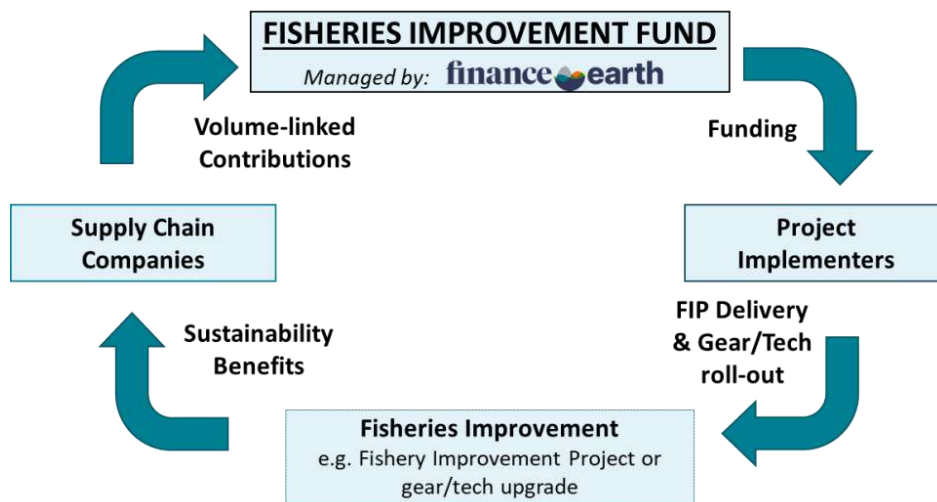 FISHERIES IMPROVEMENT FUND
Managed by: finance earth
Volume-linked
Contributions
Funding
Supply Chain
Companies
Project
Implementers
Sustainability
Benefits
FIP Delivery
& Gear/Tech
roll-out
Fisheries Improvement
e.g. Fishery Improvement Project or
gear/tech upgrade